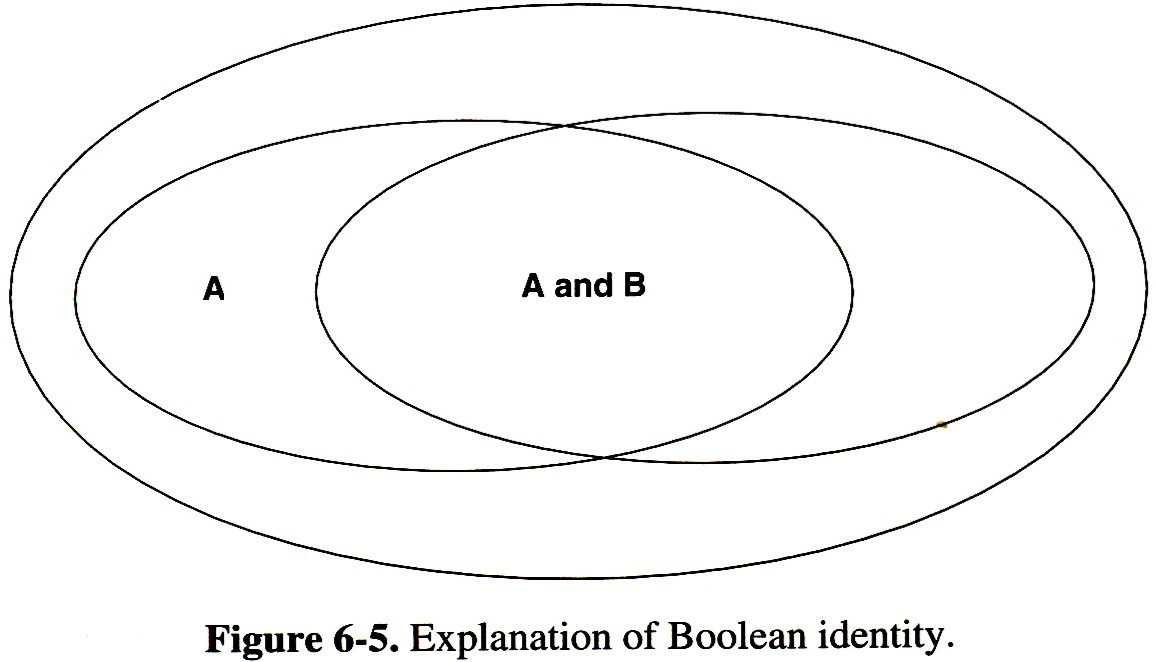 A
A and B
Figure 6-5. Explanation of Boolean identity.